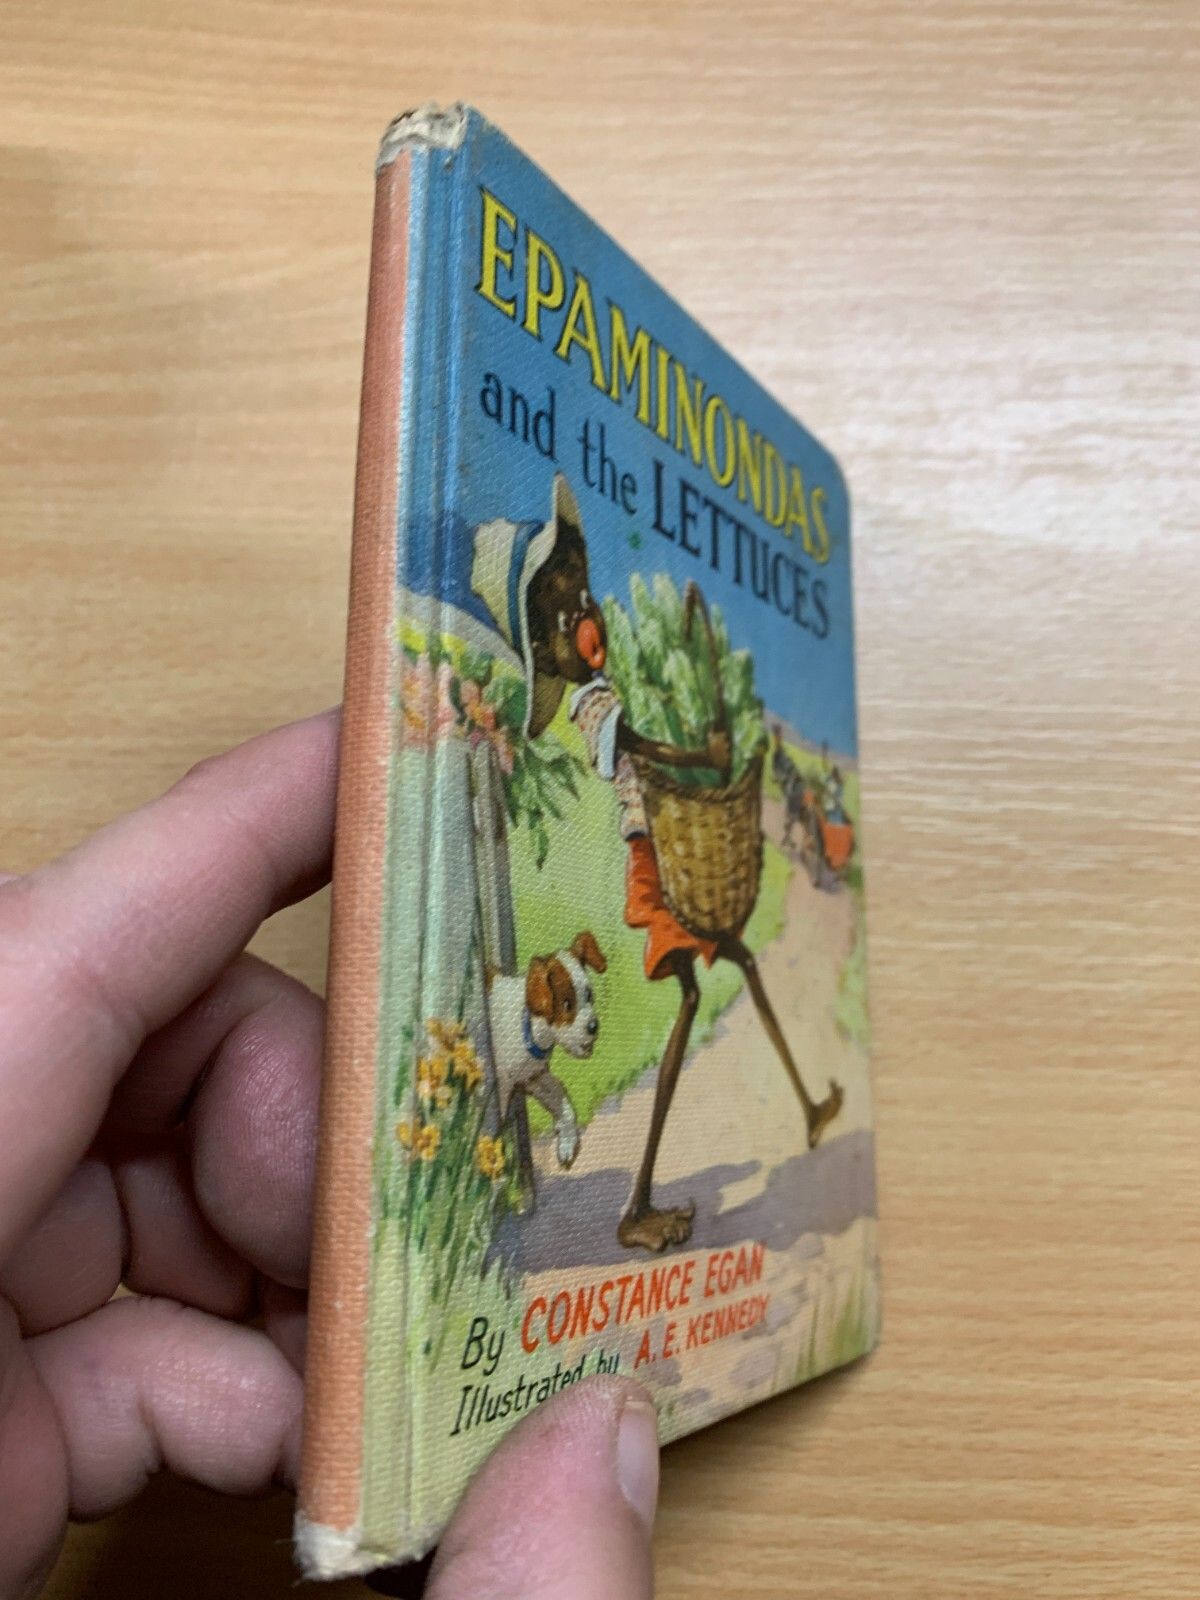 EPAMINONDAS
and the LETTUCES
By CONSTANCE EGAN
Illustrated by A. E. KENNEDY